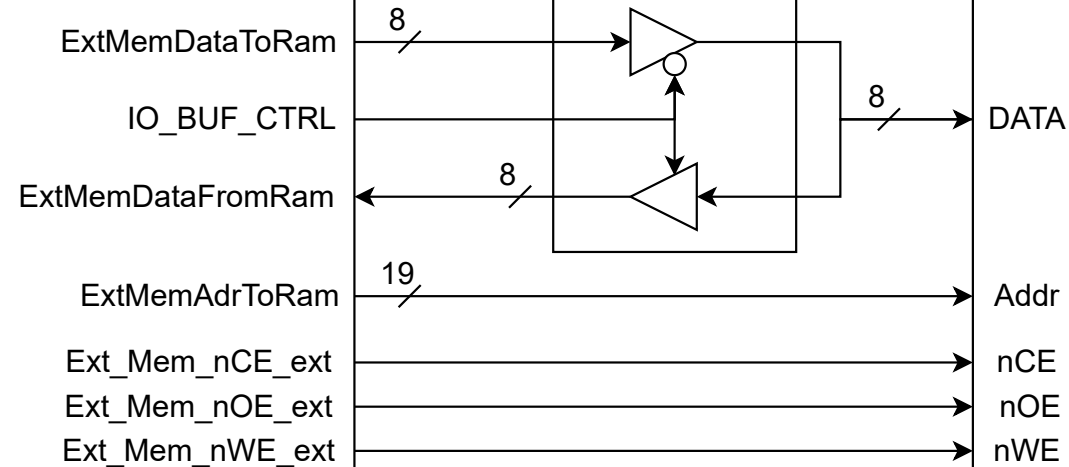 8
ExtMemDataToRam
IO_BUF_CTRL
8
DATA
8
ExtMemDataFromRam
19
ExtMemAdrToRam
Addr
Ext_Mem_nCE_ext
nCE
Ext_Mem_nOE_ext
nOE
Ext_Mem_nWE_ext
nWE